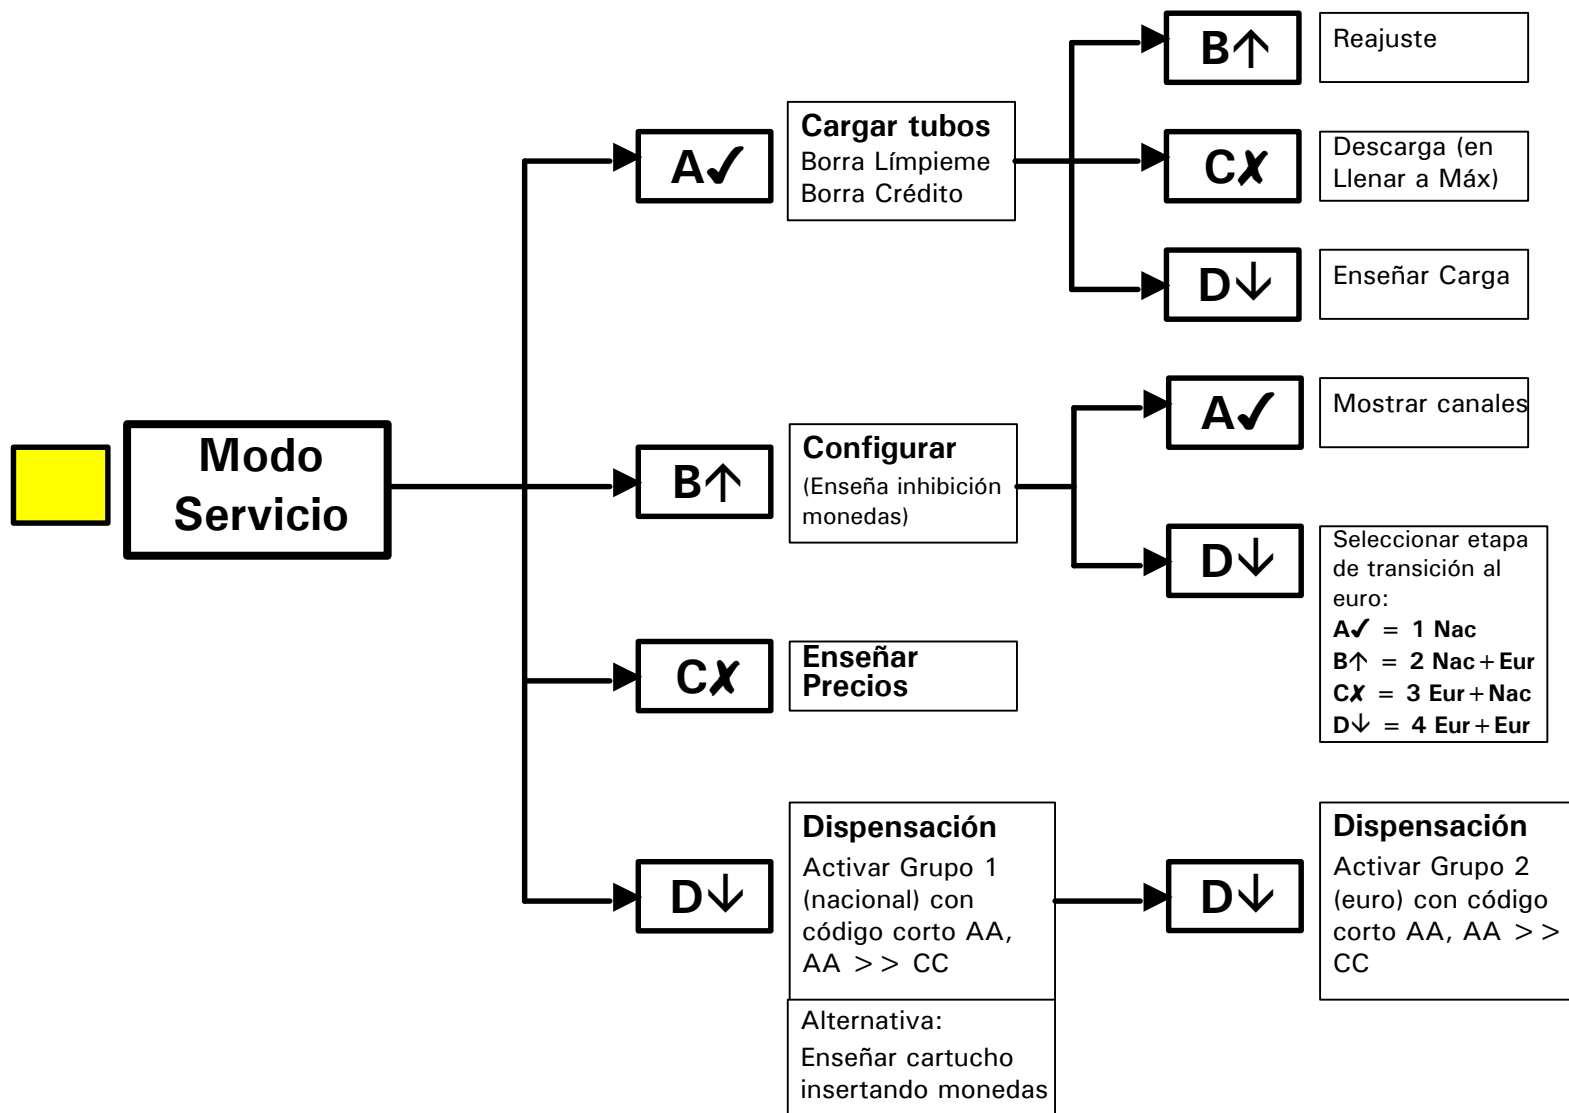 Modo
Servicio
A✓
Cargar tubos
Borra Límpieme
Borra Crédito
B↑
Reajuste
C✗
Descarga (en
Llenar a Máx)
D↓
Enseñar Carga
B↑
Configurar
(Enseña inhibición
monedas)
A✓
Mostrar canales
D↓
Seleccionar etapa
de transición al
euro:
A✓ = 1 Nac
B↑ = 2 Nac+Eur
C✗ = 3 Eur+Nac
D↓ = 4 Eur+Eur
C✗
Enseñar
Precios
D↓
Dispensación
Activar Grupo 1
(nacional) con
código corto AA,
AA >> CC
Alternativa:
Enseñar cartucho
insertando monedas
D↓
Dispensación
Activar Grupo 2
(euro) con código
corto AA, AA >>
CC